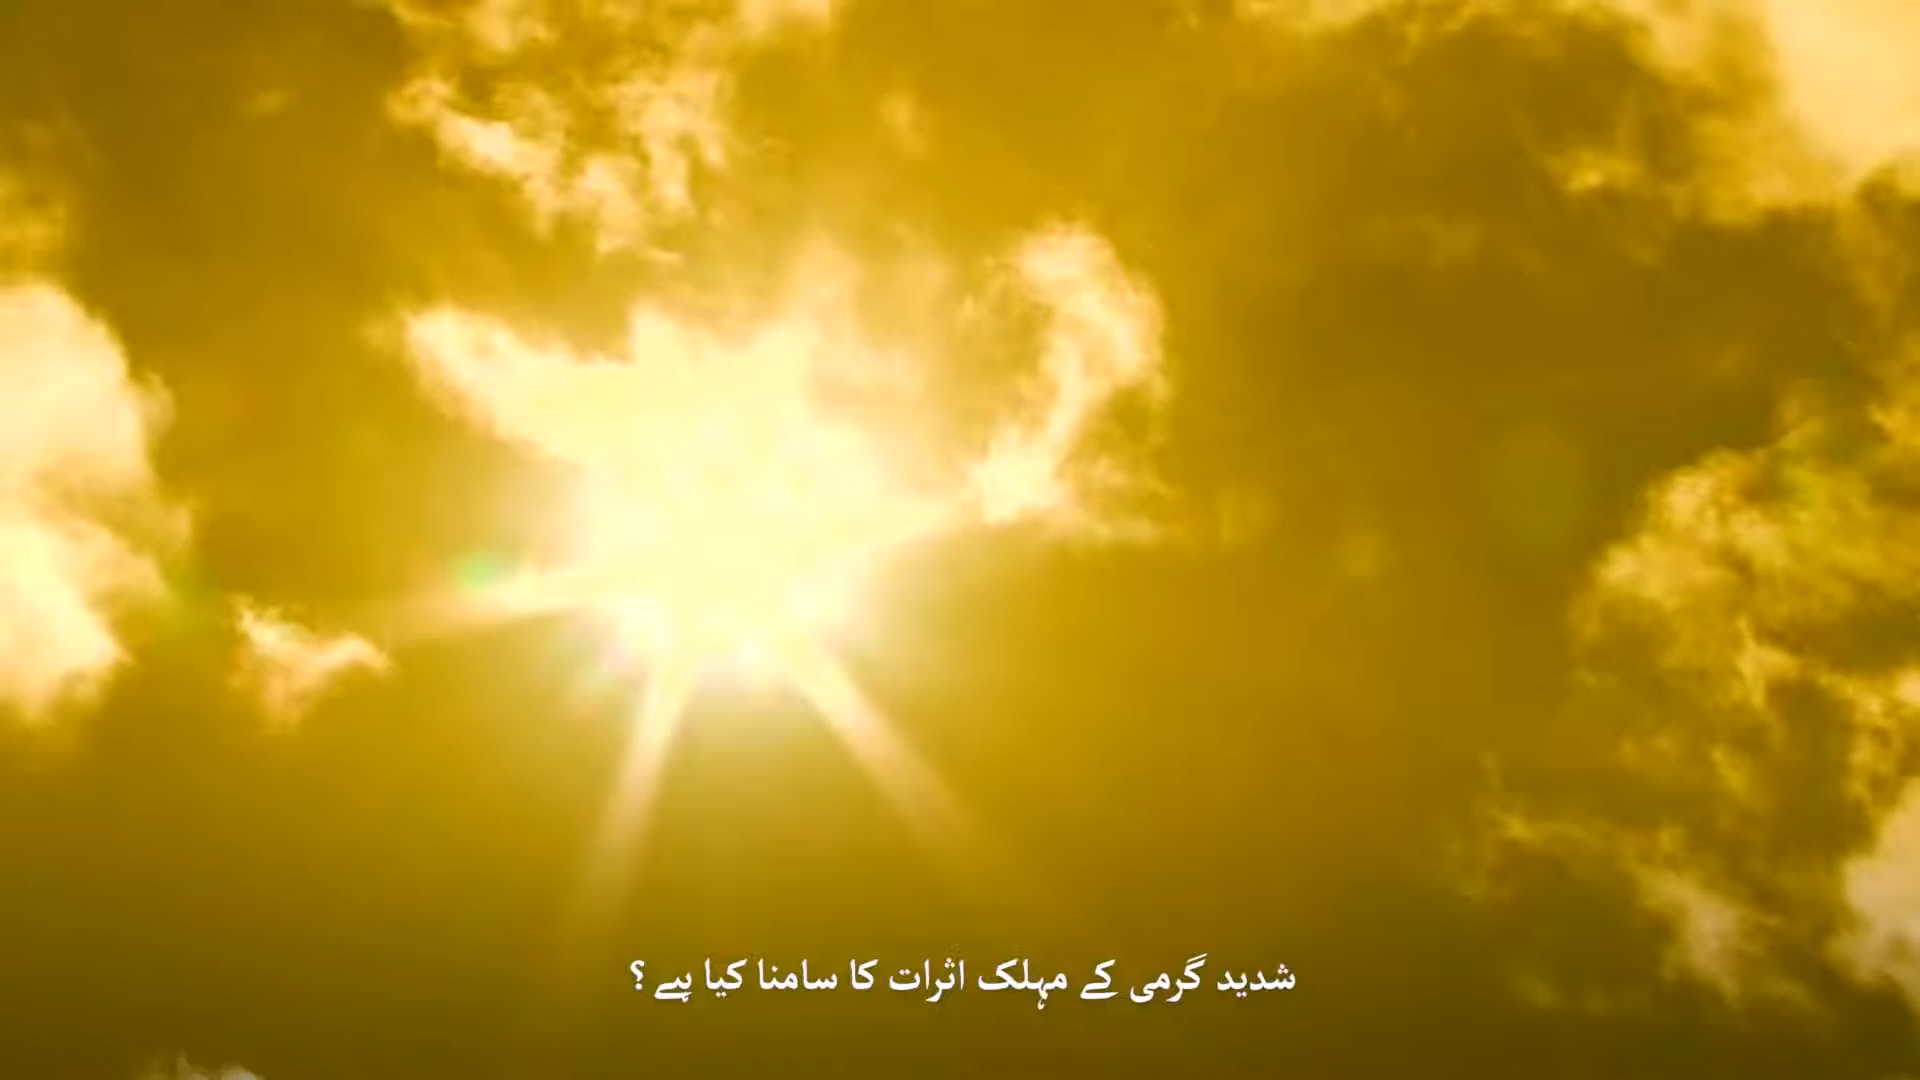 شدید گرمی کے مہلک اثرات کا سامنا کیا ہے ؟